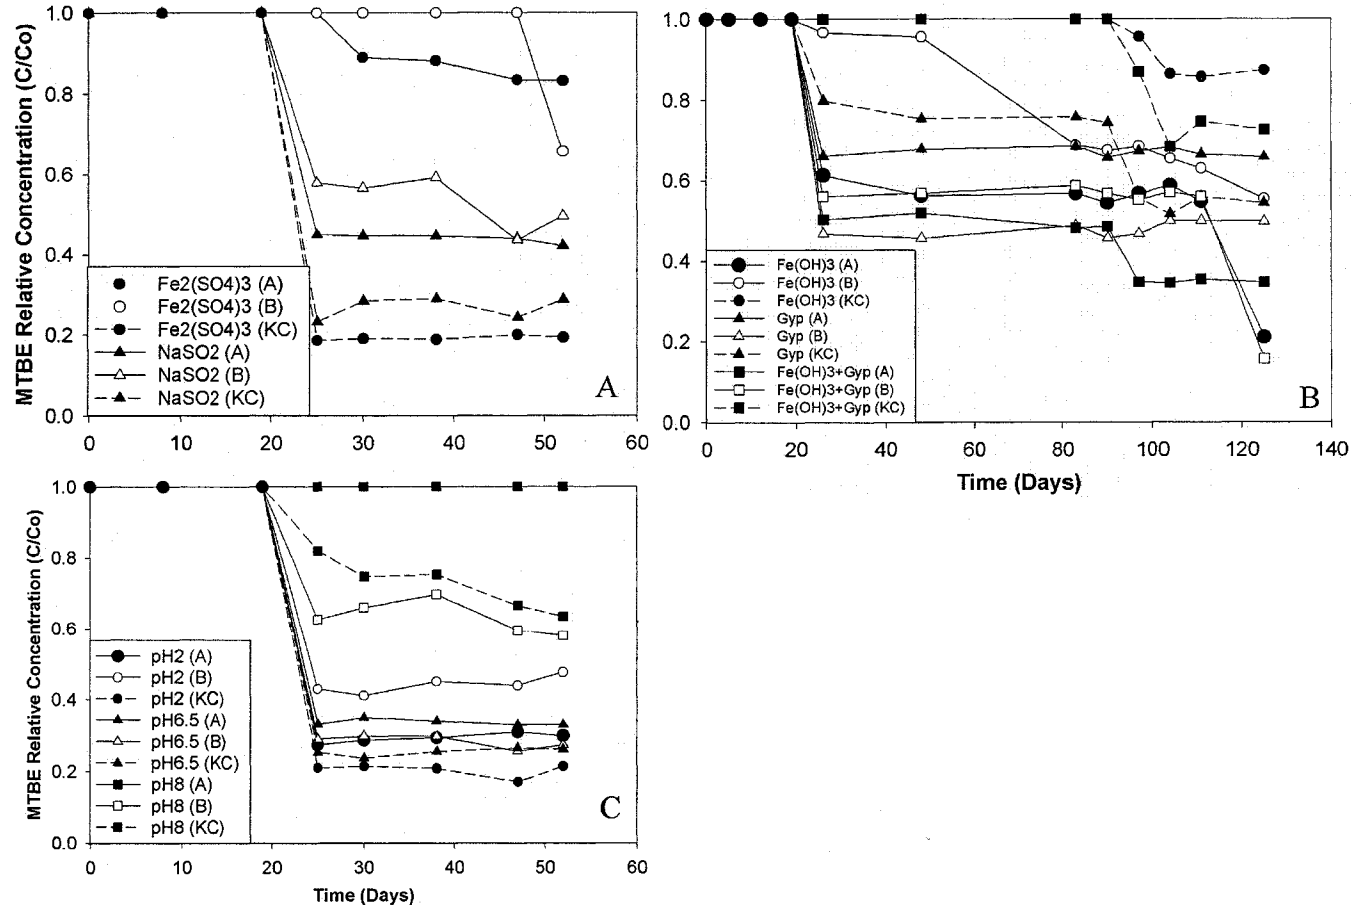 MTBE Relative Concentration (C/Co)
1.0
0.8
0.6
0.4
0.2
0.0
Fe2(SO4)3 (A)
Fe2(SO4)3 (B)
Fe2(SO4)3 (KC)
NaSO2 (A)
NaSO2 (B)
NaSO2 (KC)
A
0 10 20 30 40 50 60
1.0
0.8
0.6
0.4
0.2
0.0
Fe(OH)3 (A)
Fe(OH)3 (B)
Fe(OH)3 (KC)
Gyp (A)
Gyp (B)
Gyp (KC)
Fe(OH)3+Gyp (A)
Fe(OH)3+Gyp (B)
Fe(OH)3+Gyp (KC)
B
0 20 40 60 80 100 120 140
Time (Days)
MTBE Relative Concentration (C/Co)
1.0
0.8
0.6
0.4
0.2
0.0
pH2 (A)
pH2 (B)
pH2 (KC)
pH6.5 (A)
pH6.5 (B)
pH6.5 (KC)
pH8 (A)
pH8 (B)
pH8 (KC)
C
0 10 20 30 40 50 60
Time (Days)